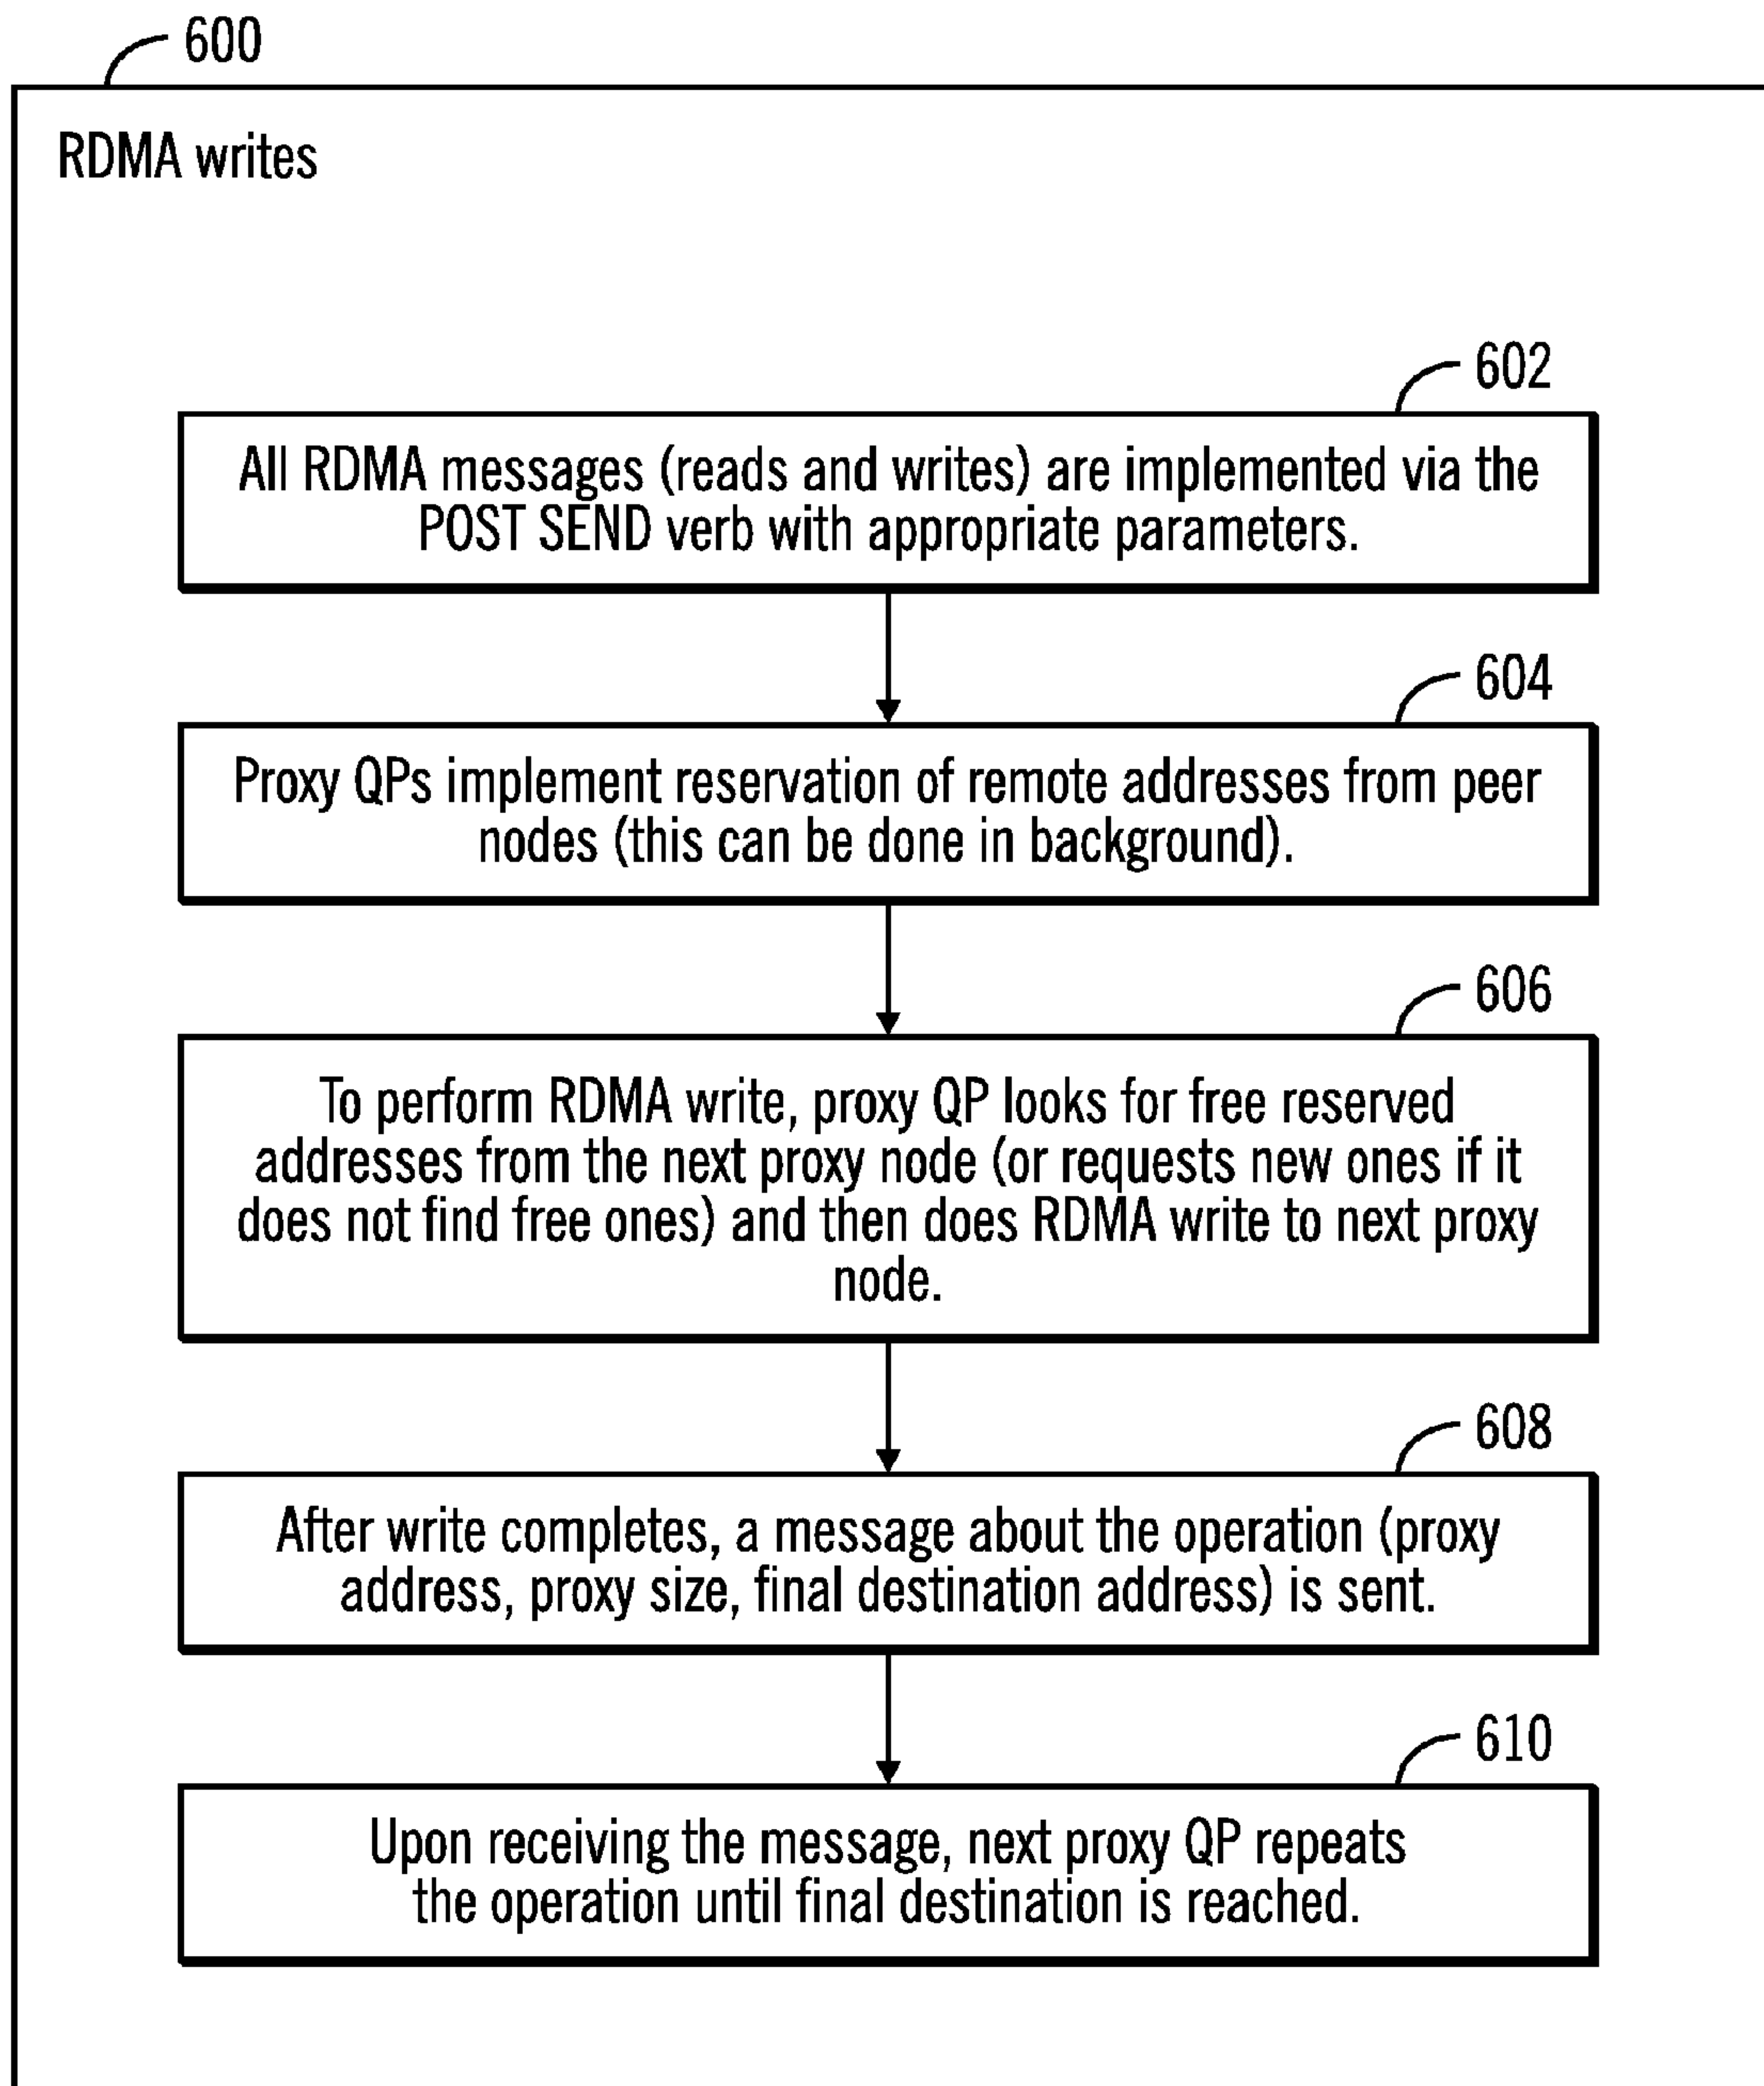 600
RDMA writes
602
All RDMA messages (reads and writes) are implemented via the
POST SEND verb with appropriate parameters.
604
Proxy QPs implement reservation of remote addresses from peer
nodes (this can be done in background).
606
To perform RDMA write, proxy QP looks for free reserved
addresses from the next proxy node (or requests new ones if it
does not find free ones) and then does RDMA write to next proxy
node.
608
After write completes, a message about the operation (proxy
address, proxy size, final destination address) is sent.
610
Upon receiving the message, next proxy QP repeats
the operation until final destination is reached.